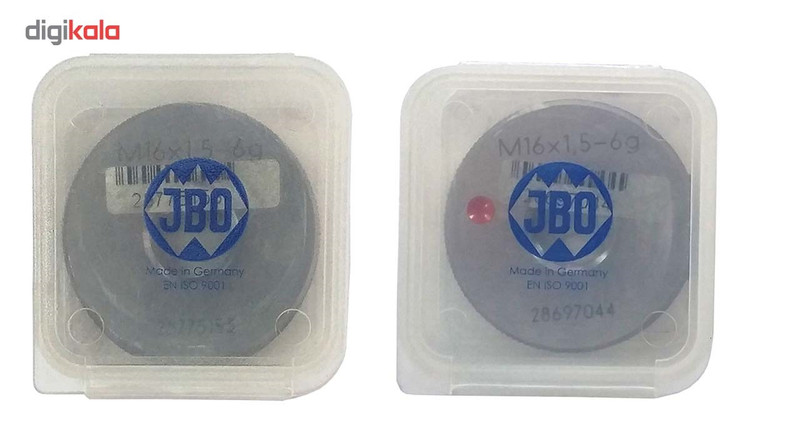 digikala
M16x1,5-6g
JBO
Made in Germany
EN ISO 9001
M16x1,5-6g
JBO
Made in Germany
EN ISO 9001
28697044